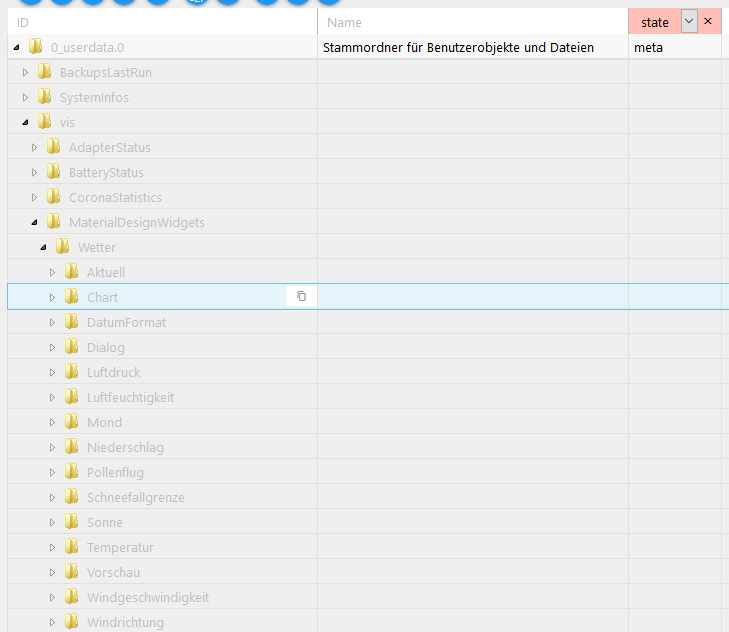 ID Name state
0_userdata.0 Stammordner für Benutzerobjekte und Dateien meta
BackupsLastRun
SystemInfos
vis
AdapterStatus
BatteryStatus
CoronaStatistics
MaterialDesignWidgets
Wetter
Aktuell
Chart
DatumFormat
Dialog
Luftdruck
Luftfeuchtigkeit
Mond
Niederschlag
Pollenflug
Schneefallgrenze
Sonne
Temperatur
Vorschau
Windgeschwindigkeit
Windrichtung